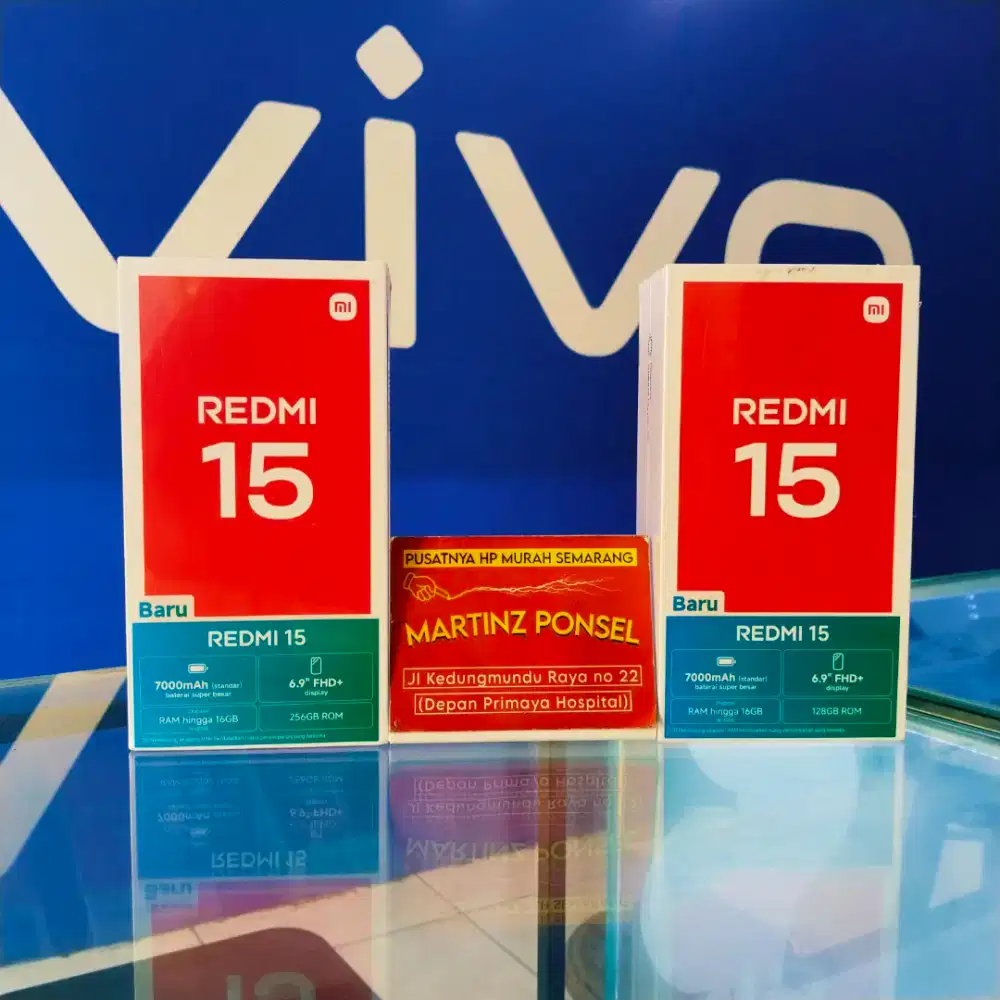 vivo
mi
REDMI
15
Baru
REDMI 15
7000mAh (standar)
baterai super besar
6.9" FHD+
display
RAM hingga 16GB
256GB ROM
PUSATNYA HP MURAH SEMARANG
MARTINZ PONSEL
Jl Kedungmundu Raya no 22
(Depan Primaya Hospital)
mi
REDMI
15
Baru
REDMI 15
7000mAh (standar)
baterai super besar
6.9" FHD+
display
RAM hingga 16GB
128GB ROM